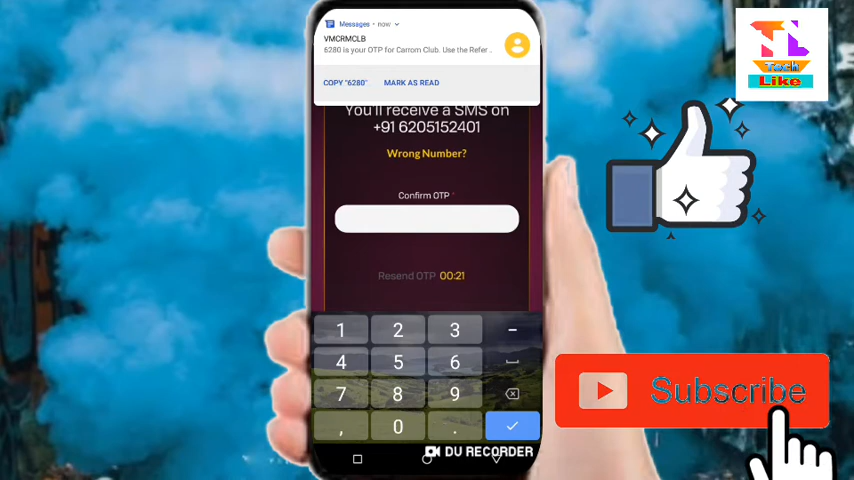 Messages • now
VMCRMCLB
6280 is your OTP for Carrom Club. Use the Refer .
COPY "6280" MARK AS READ
You'll receive a SMS on
+91 6205152401
Wrong Number?
Confirm OTP *
Resend OTP 00:21
1 2 3 -
4 5 6
7 8 9
, 0 .
DU RECORDER
TL
Tech
Like
Subscribe